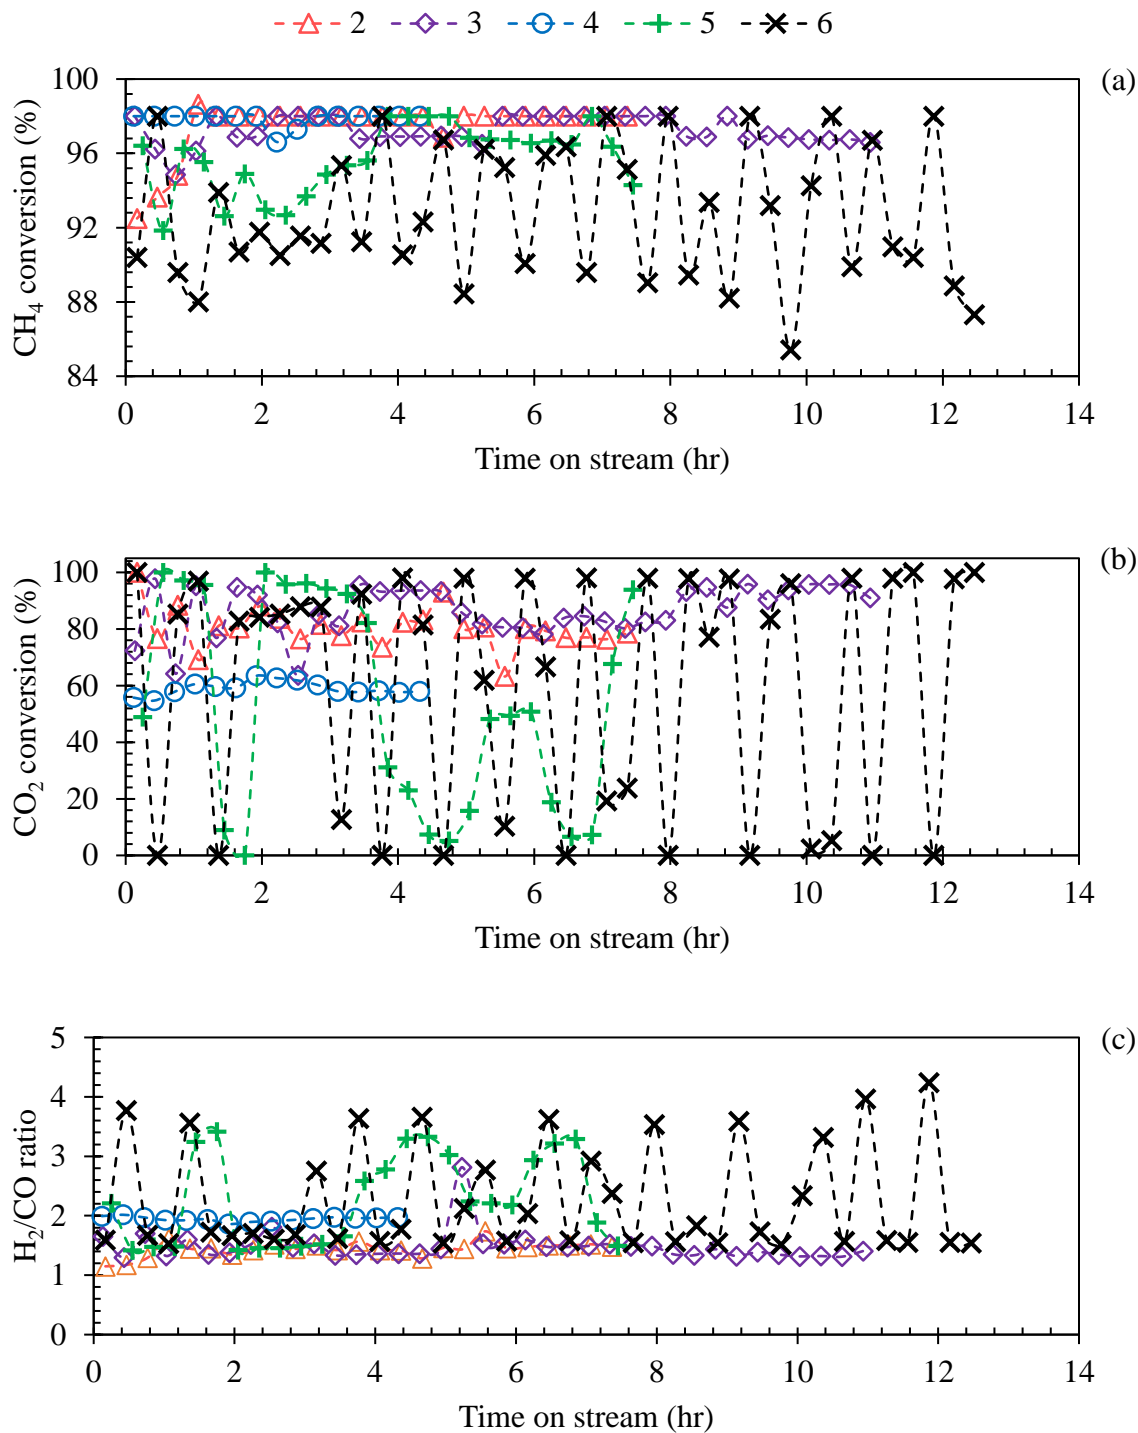 2 3 4 5 6
(a)
CH4 conversion (%)
100
96
92
88
84
0 2 4 6 8 10 12 14
Time on stream (hr)
(b)
CO2 conversion (%)
100
80
60
40
20
0
0 2 4 6 8 10 12 14
Time on stream (hr)
(c)
H2/CO ratio
5
4
3
2
1
0
0 2 4 6 8 10 12 14
Time on stream (hr)